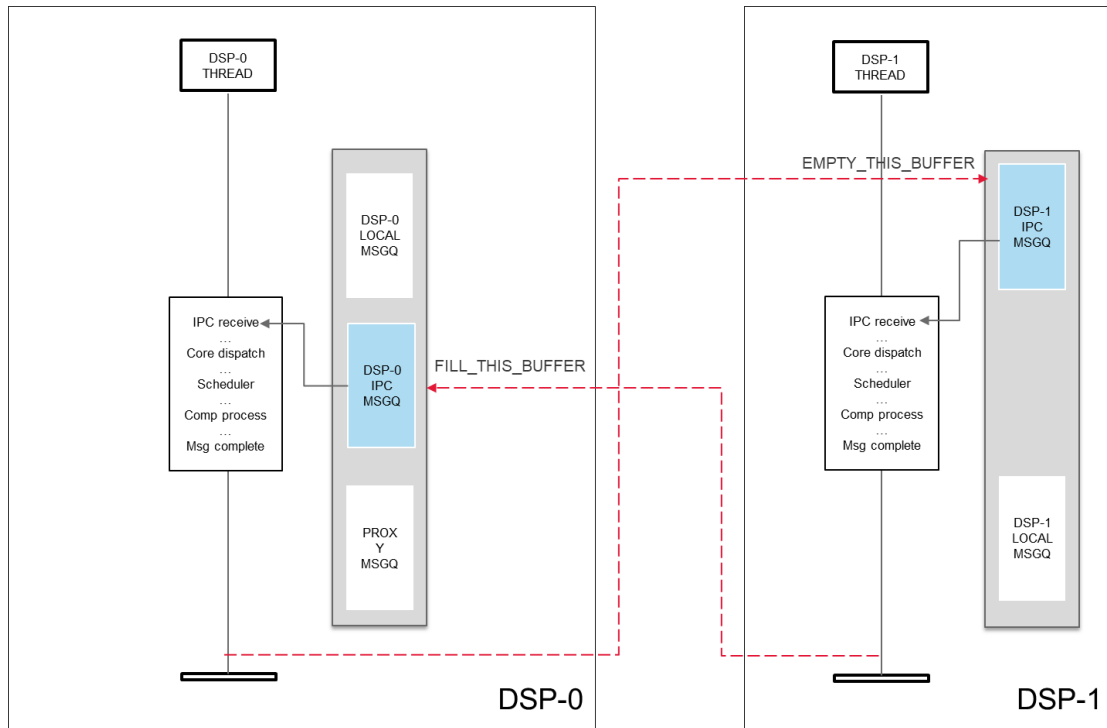 DSP-0
THREAD
DSP-0
LOCAL
MSGQ
IPC receive
...
Core dispatch
...
Scheduler
...
Comp process
...
Msg complete
DSP-0
IPC
MSGQ
FILL_THIS_BUFFER
PROX
Y
MSGQ
DSP-0
DSP-1
THREAD
EMPTY_THIS_BUFFER
DSP-1
IPC
MSGQ
IPC receive
...
Core dispatch
...
Scheduler
...
Comp process
...
Msg complete
DSP-1
LOCAL
MSGQ
DSP-1